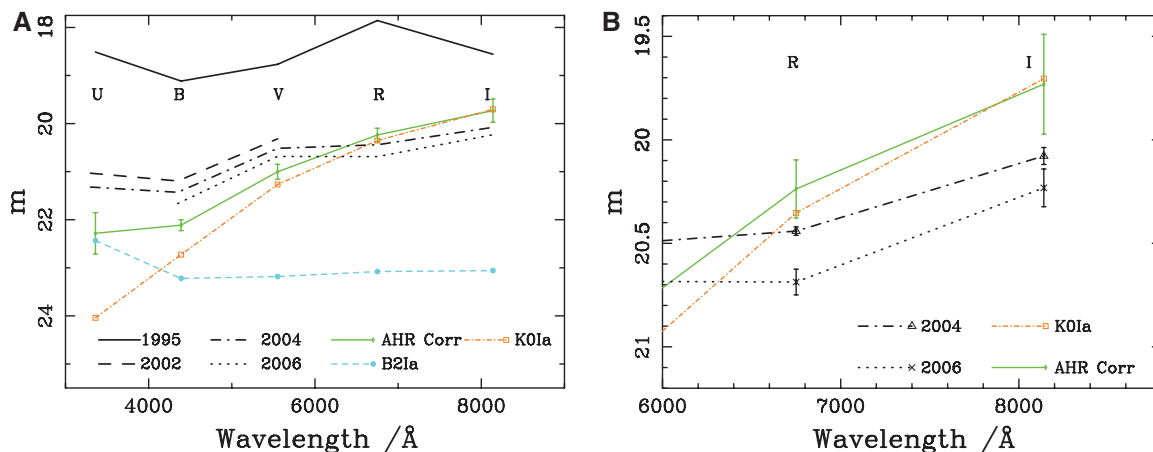 A
18
20
22
24
m
U B V R I
1995 2004 AHR Corr K0Ia
2002 2006 B2Ia
4000 6000 8000
Wavelength /Å
B
19.5
20
20.5
21
m
R I
2004 K0Ia
2006 AHR Corr
6000 7000 8000
Wavelength /Å